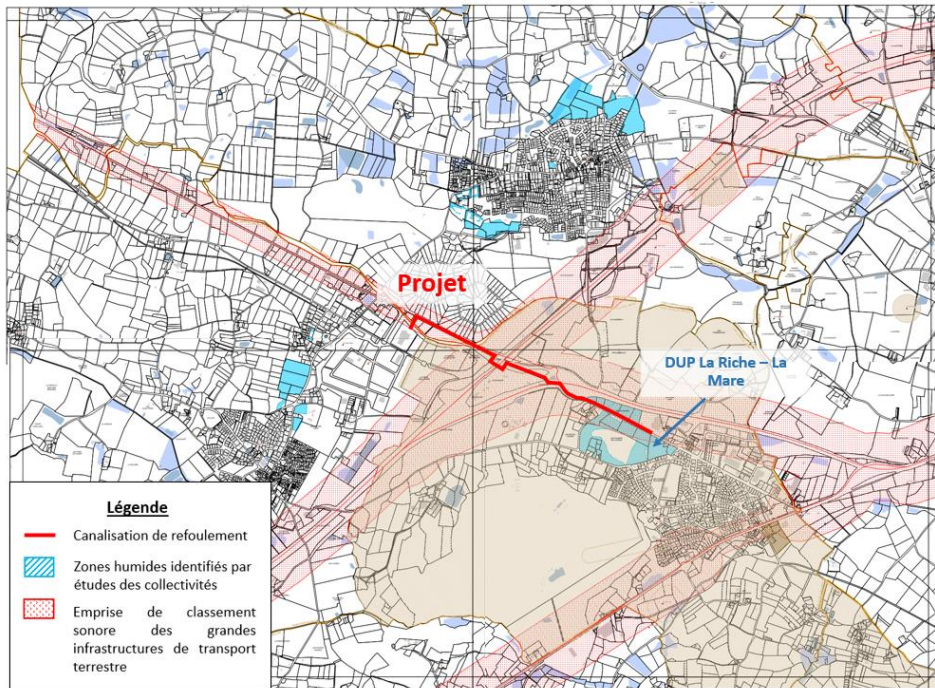 Projet
DUP La Riche – La
Mare
Légende
Canalisation de refoulement
Zones humides identifiés par
études des collectivités
Emprise de classement
sonore des grandes
infrastructures de transport
terrestre